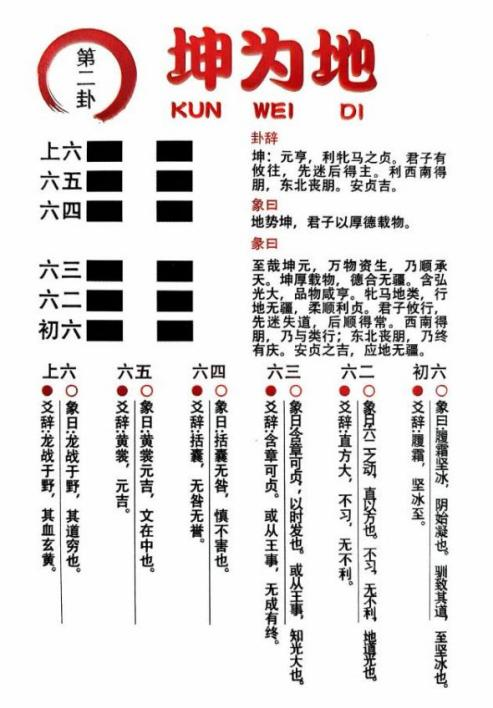 第二卦
坤为地
KUN WEI DI
上六
六五
六四
六三
六二
初六
卦辞
坤：元亨，利牝马之贞。君子有
攸往，先迷后得主。利西南得
朋，东北丧朋。安贞吉。
象曰
地势坤，君子以厚德载物。
彖曰
至哉坤元，万物资生，乃顺承
天。坤厚载物，德合无疆。含弘
光大，品物咸亨。牝马地类，行
地无疆，柔顺利贞。君子攸行，
先迷失道，后顺得常。西南得
朋，乃与类行；东北丧朋，乃终
有庆。安贞之吉，应地无疆。
初六
象曰:履霜坚冰，阴始凝也。驯致其道，至坚冰也。
爻辞:履霜，坚冰至。
六二
象曰:六二之动，直以方也。不习，无不利，地道光也。
爻辞:直方大，不习，无不利。
六三
象曰:含章可贞；以时发也。或从王事，知光大也。
爻辞:含章可贞。或从王事，无成有终。
六四
象曰:括囊无咎，慎不害也。
爻辞:括囊，无咎无誉。
六五
象曰:黄裳元吉，文在中也。
爻辞:黄裳，元吉。
上六
象曰:龙战于野，其道穷也。
爻辞:龙战于野，其血玄黄。